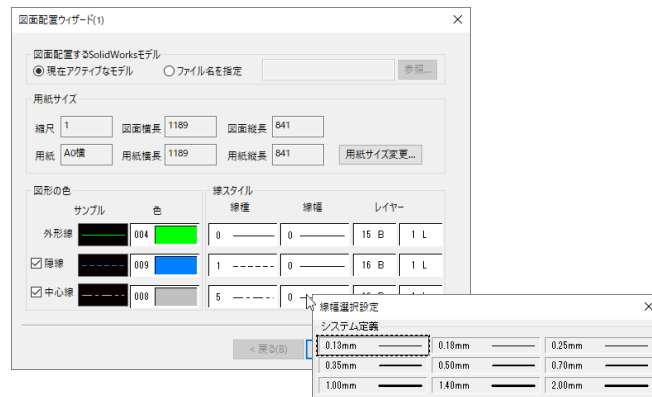 図面配置ウィザード(1)
図面配置するSolidWorksモデル
現在アクティブなモデル ファイル名を指定 参照...
用紙サイズ
縮尺 1 図面横長 1189 図面縦長 841
用紙 A0横 用紙横長 1189 用紙縦長 841 用紙サイズ変更...
図形の色 線スタイル
サンプル 色 線種 線幅 レイヤー
外形線 004 0 0 15 B 1 L
隠線 009 1 0 16 B 1 L
中心線 008 5 0
< 戻る(B)
線幅選択設定
システム定義
0.13mm 0.18mm 0.25mm
0.35mm 0.50mm 0.70mm
1.00mm 1.40mm 2.00mm